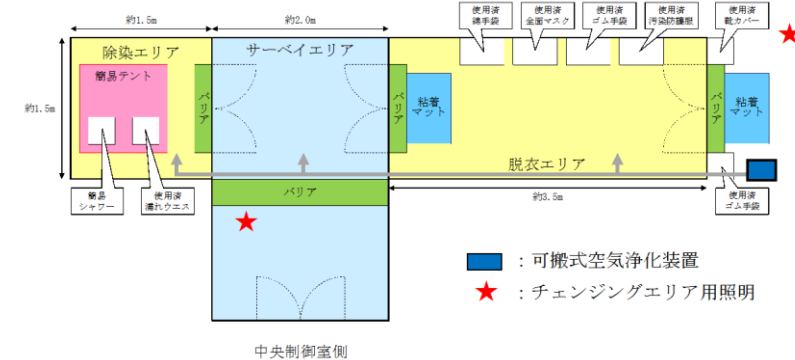 約1.5m
約2.0m
使用済
綿手袋
使用済
全面マスク
使用済
ゴム手袋
使用済
汚染防護服
使用済
靴カバー
除染エリア
サーベイエリア
簡易テント
バリア
バリア
粘着
マット
バリア
粘着
マット
約1.5m
脱衣エリア
簡易
シャワー
使用済
濡れウエス
バリア
約3.5m
使用済
ゴム手袋
：可搬式空気浄化装置
：チェンジングエリア用照明
中央制御室側